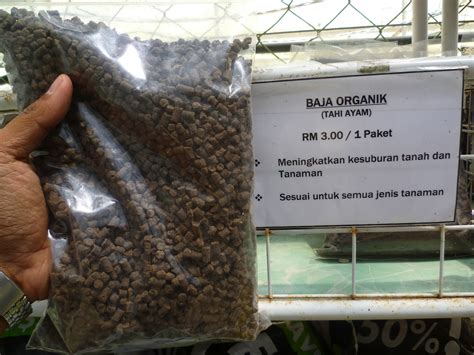 BAJA ORGANIK
(TAHI AYAM)
RM 3.00 / 1 Paket
Meningkatkan kesuburan tanah dan
Tanaman
Sesuai untuk semua jenis tanaman
30%!